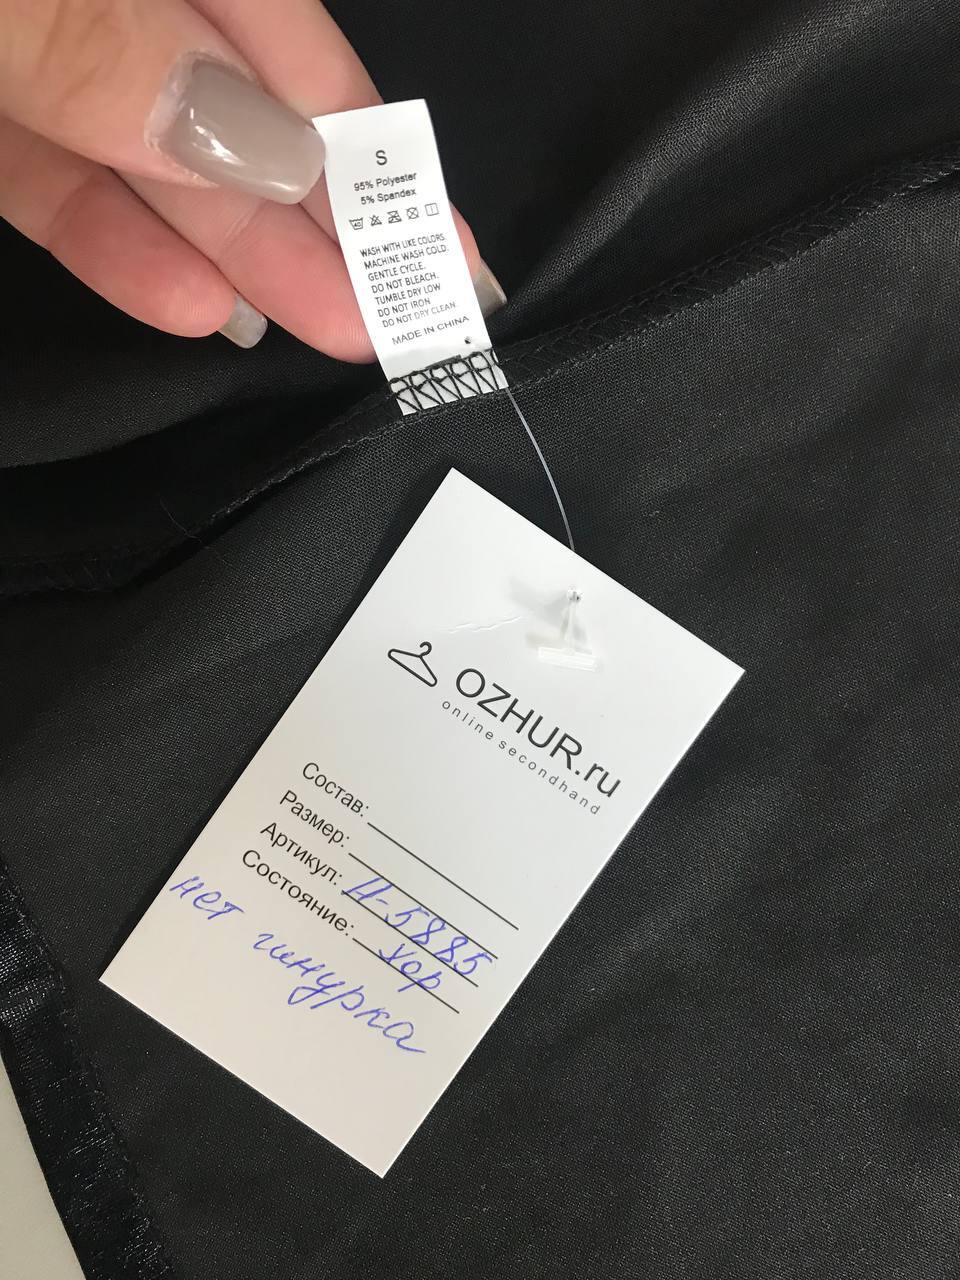 S
95% Polyester
5% Spandex
WASH WITH LIKE COLORS.
MACHINE WASH COLD.
GENTLE CYCLE.
DO NOT BLEACH.
TUMBLE DRY LOW
DO NOT IRON
DO NOT DRY CLEAN.
MADE IN CHINA
OZHUR.ru
online secondhand
Состав:
Размер:
Артикул: Н-5885
Состояние: хор
нет шнурка